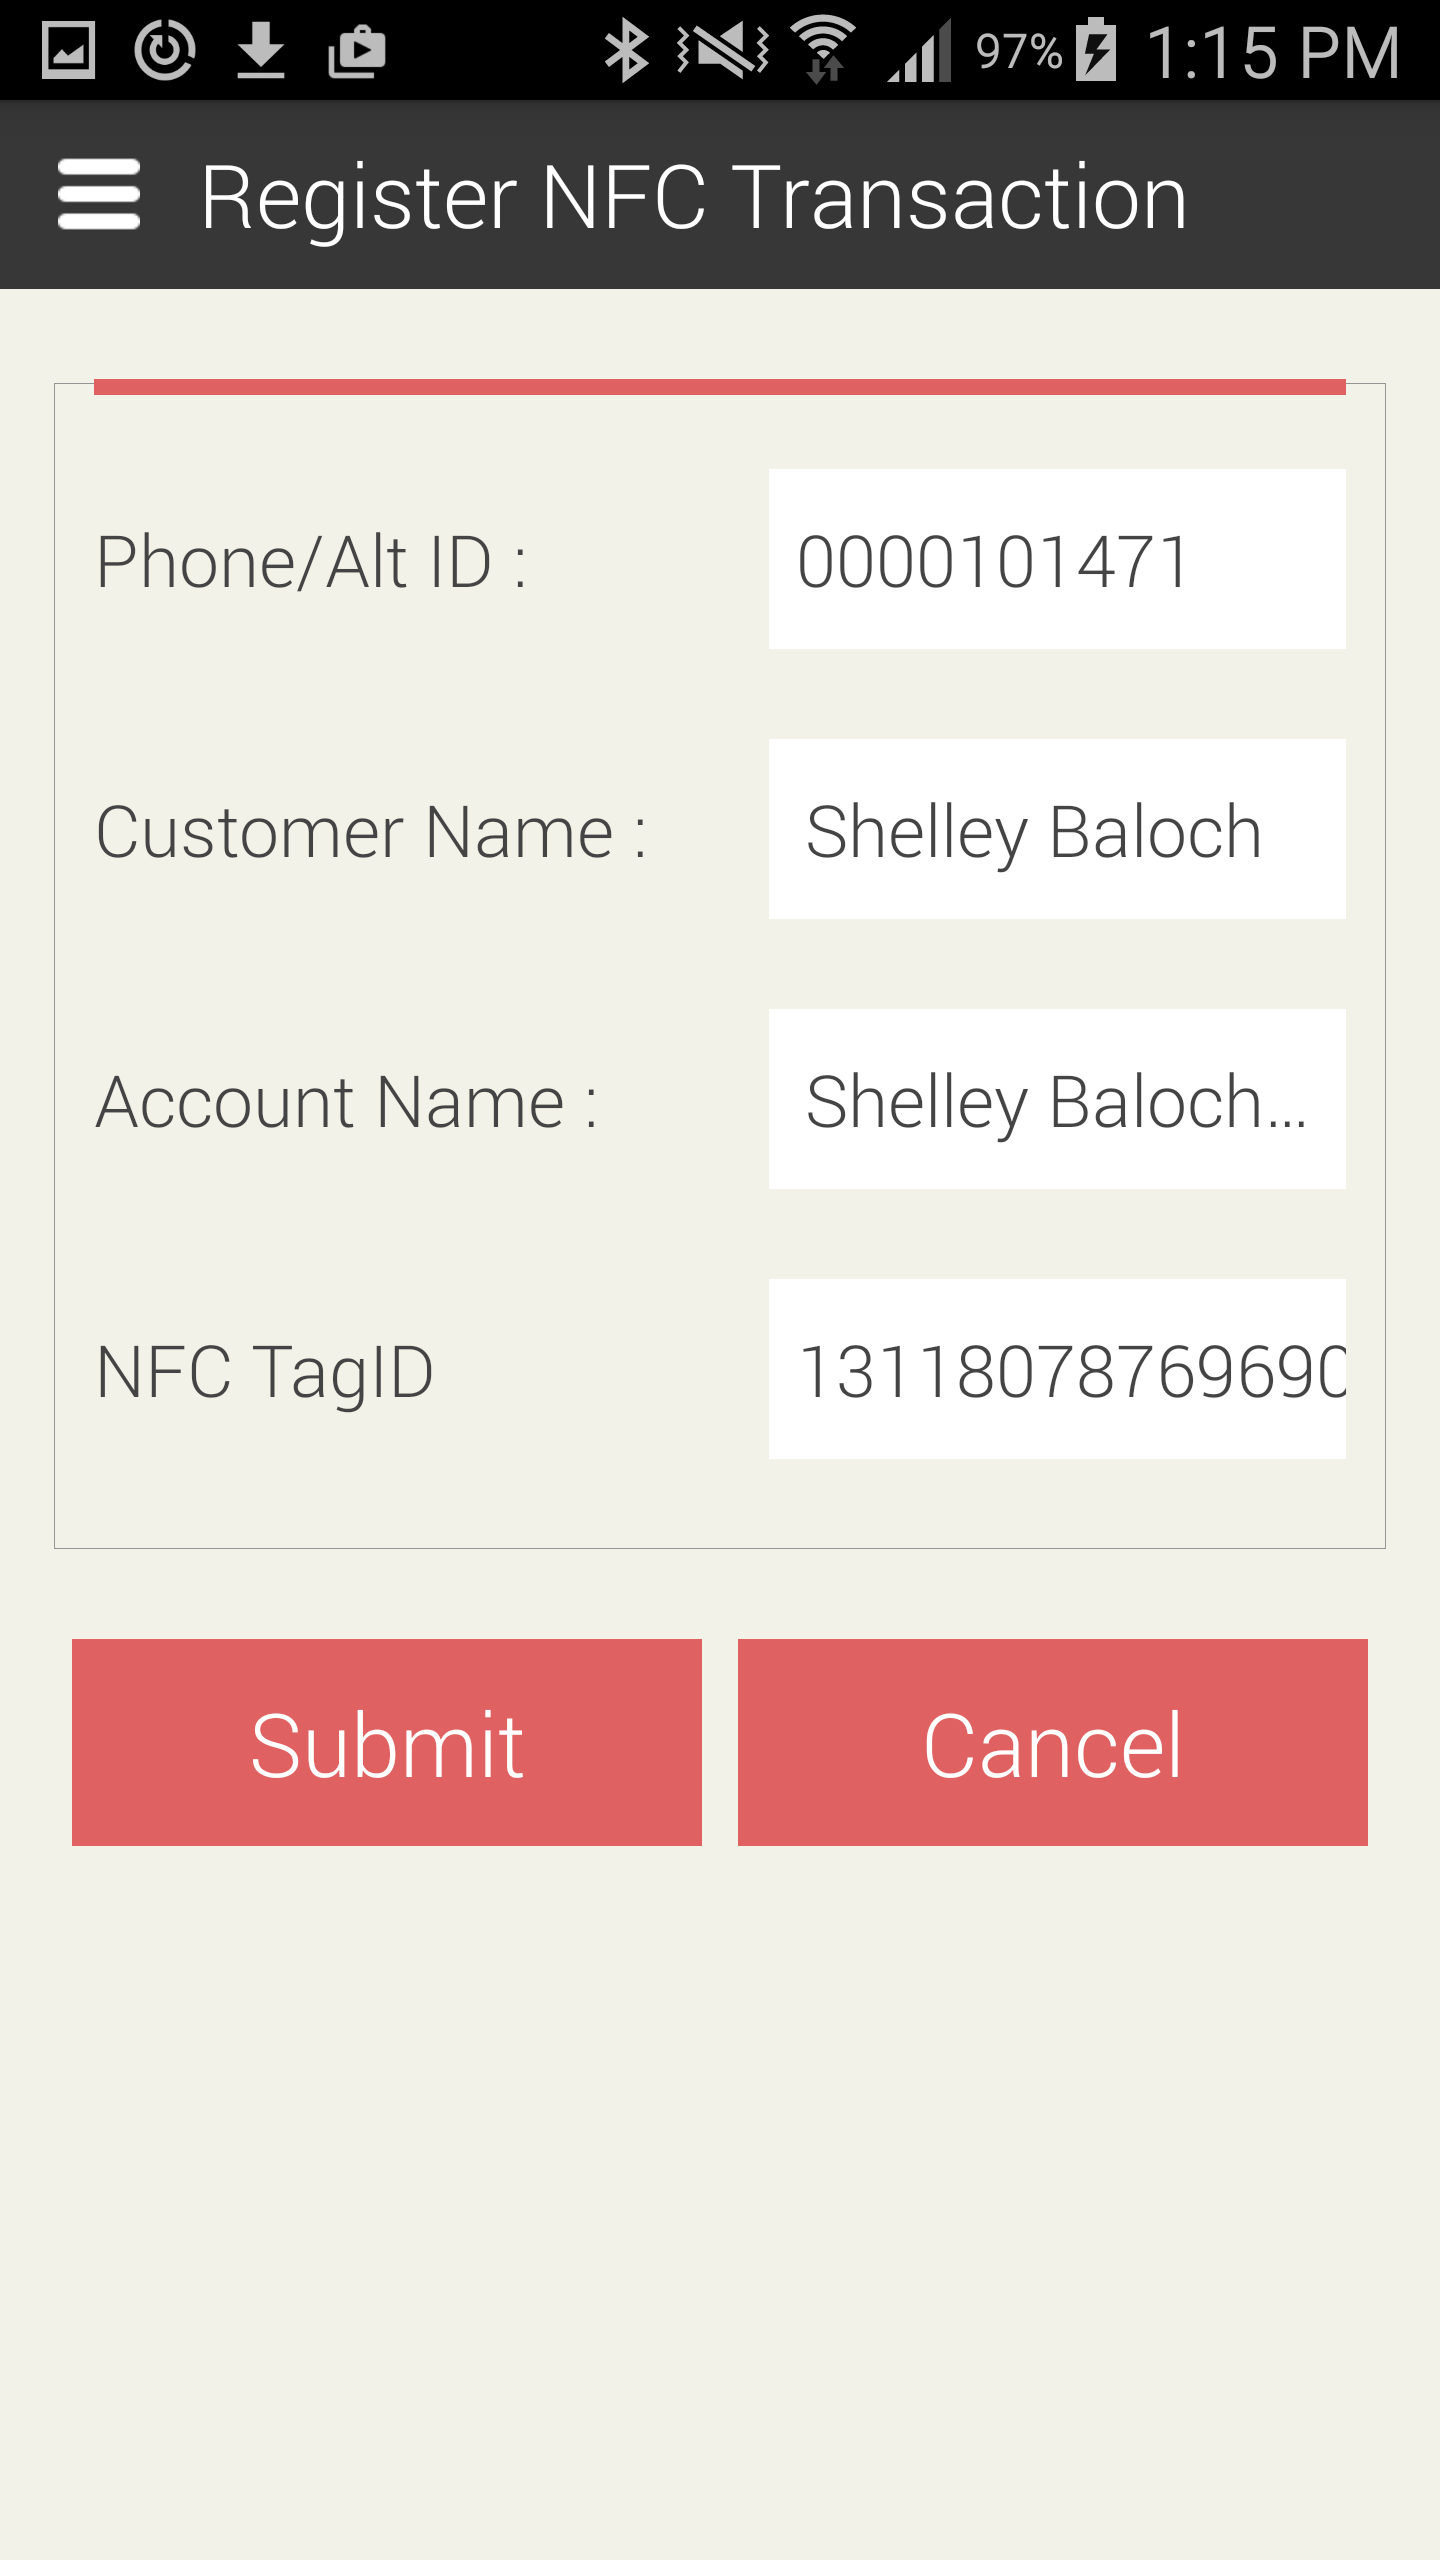 97% 1:15 PM
Register NFC Transaction
Phone/Alt ID : 0000101471
Customer Name : Shelley Baloch
Account Name : Shelley Baloch...
NFC TagID 13118078769690
Submit Cancel